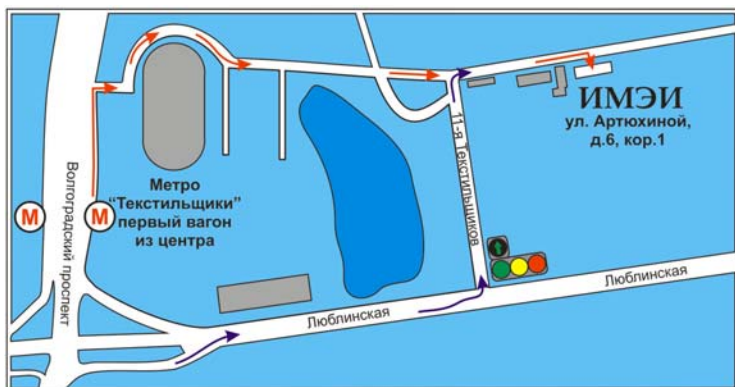 ИМЭИ
ул. Артюхиной,
д.6, кор.1
11-я Текстильщиков
Метро
“Текстильщики”
первый вагон
из центра
М
М
Волгоградский проспект
Люблинская
Люблинская